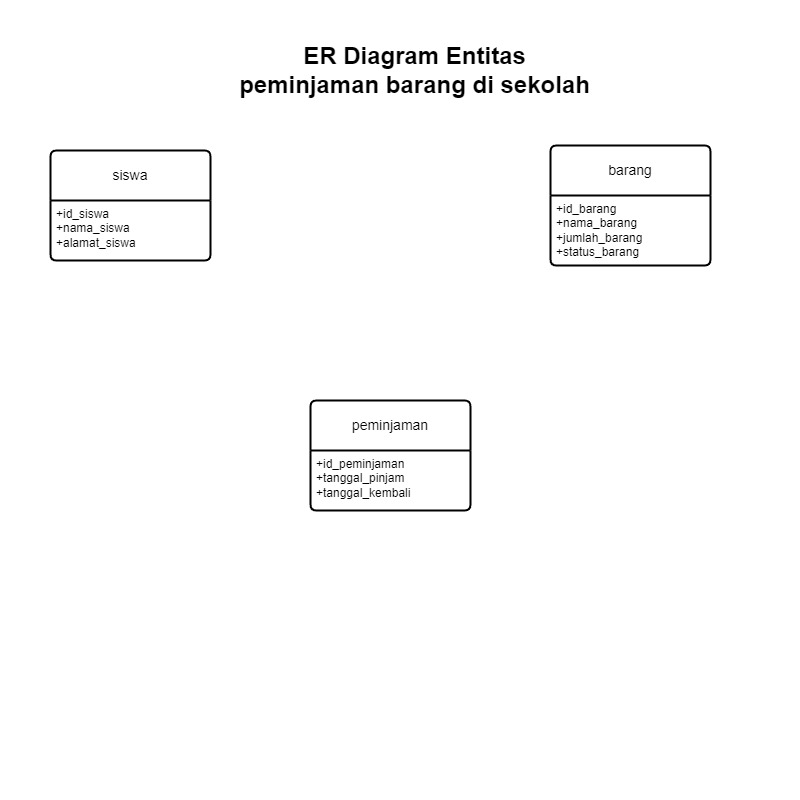 ER Diagram Entitas
peminjaman barang di sekolah
siswa
+id_siswa
+nama_siswa
+alamat_siswa
barang
+id_barang
+nama_barang
+jumlah_barang
+status_barang
peminjaman
+id_peminjaman
+tanggal_pinjam
+tanggal_kembali